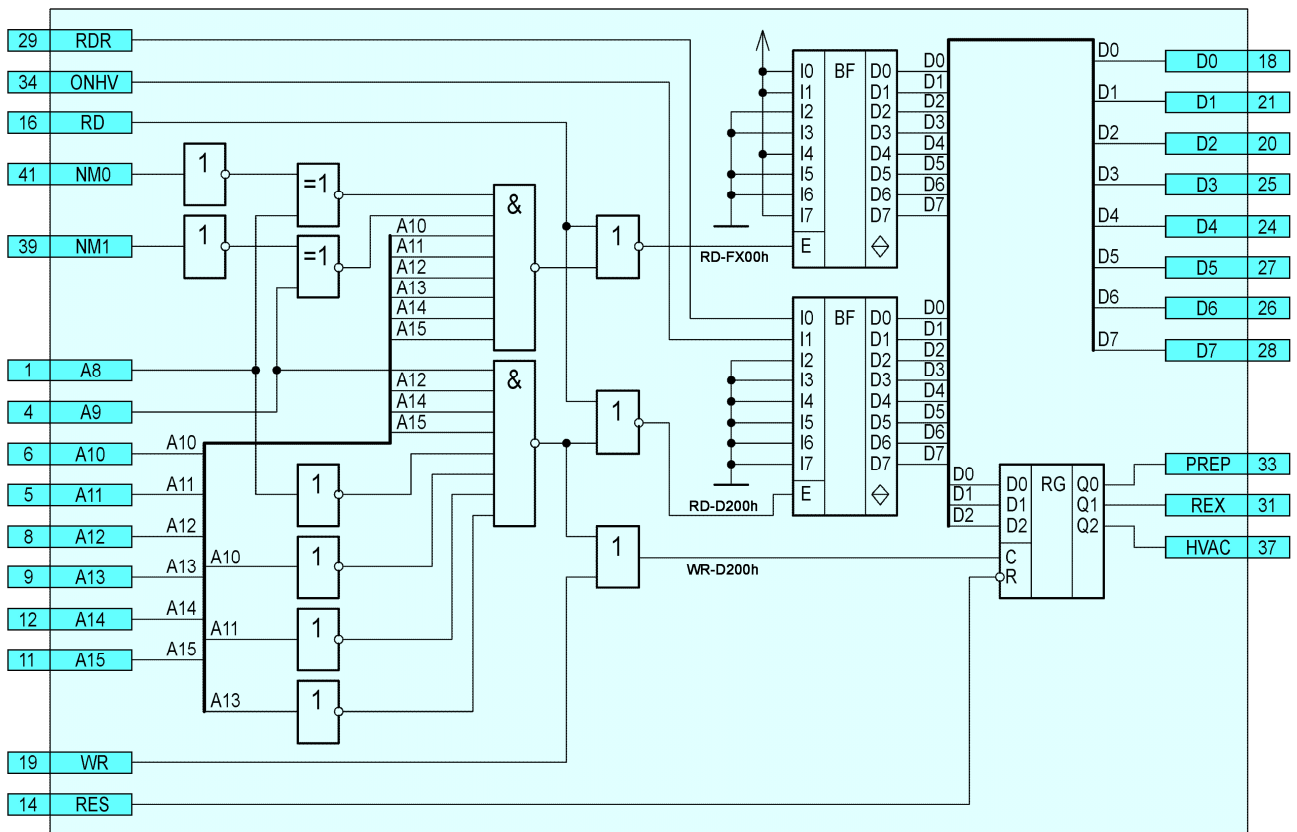 29 RDR
34 ONHV
16 RD
41 NM0
39 NM1
1 A8
4 A9
6 A10
5 A11
8 A12
9 A13
12 A14
11 A15
19 WR
14 RES
1
1
=1
=1
A10
A11
A12
A13
A14
A15
A10
A11
A13
1
1
1
1
A10
A11
A12
A13
A14
A15
&
A12
A14
A15
&
1
1
1
RD-FX00h
RD-D200h
WR-D200h
I0 BF D0 D0
I1 D1 D1
I2 D2 D2
I3 D3 D3
I4 D4 D4
I5 D5 D5
I6 D6 D6
I7 D7 D7
E
I0 BF D0 D0
I1 D1 D1
I2 D2 D2
I3 D3 D3
I4 D4 D4
I5 D5 D5
I6 D6 D6
I7 D7 D7
E
D0 D0 RG Q0
D1 D1 Q1
D2 D2 Q2
C
R
D0 D0 18
D1 D1 21
D2 D2 20
D3 D3 25
D4 D4 24
D5 D5 27
D6 D6 26
D7 D7 28
PREP 33
REX 31
HVAC 37